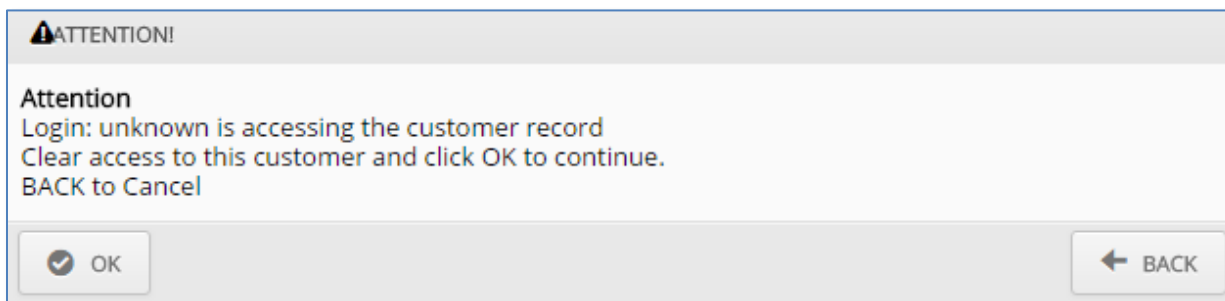 ATTENTION!
Attention
Login: unknown is accessing the customer record
Clear access to this customer and click OK to continue.
BACK to Cancel
OK
BACK